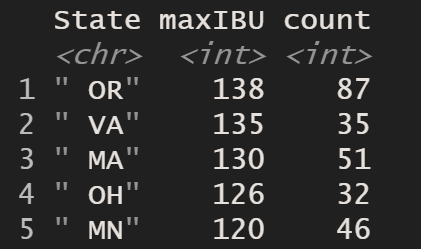 State maxIBU count
<chr> <int> <int>
1 " OR" 138 87
2 " VA" 135 35
3 " MA" 130 51
4 " OH" 126 32
5 " MN" 120 46